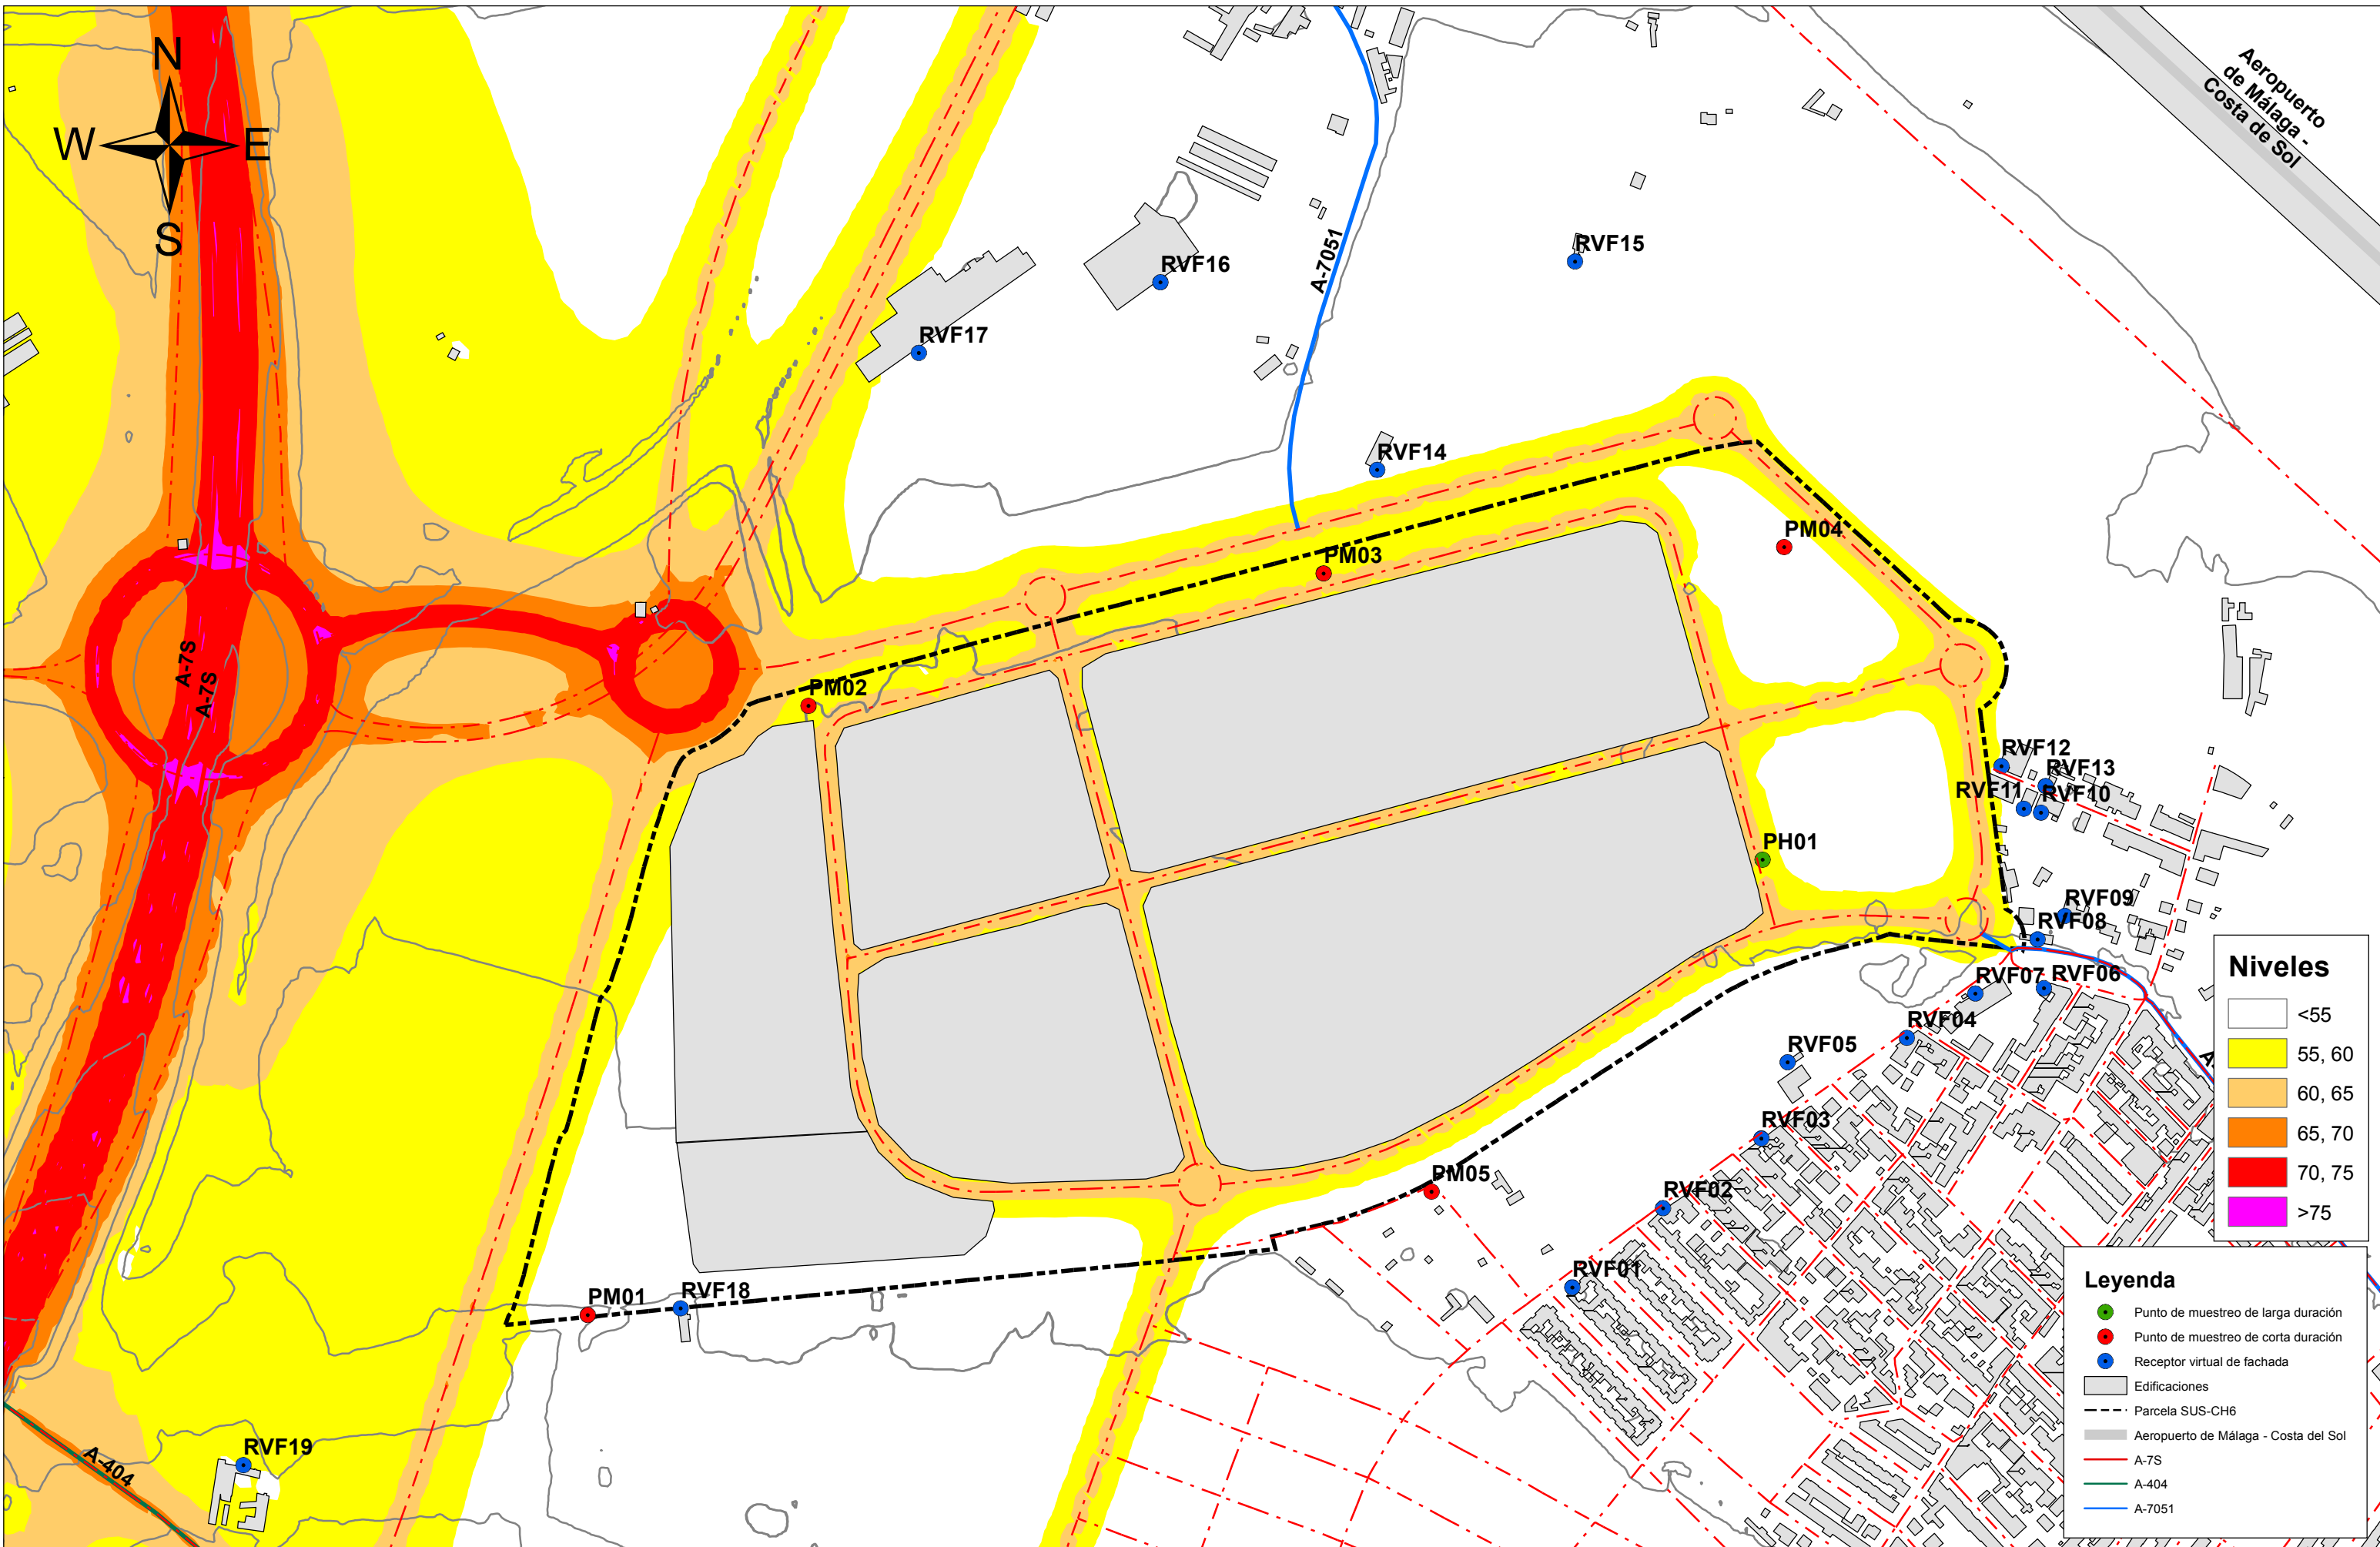 N
W
E
S
Aeropuerto
de Málaga -
Costa de Sol
RVF15
RVF16
A-7051
RVF17
RVF14
PM04
PM03
A-7S
A-7S
PM02
RVF12
RVF13
RVF11
RVF10
PH01
RVF09
RVF08
RVF07
RVF06
RVF04
RVF05
RVF03
PM05
RVF02
RVF01
PM01
RVF18
RVF19
A-404
Niveles
<55
55, 60
60, 65
65, 70
70, 75
>75
Leyenda
Punto de muestreo de larga duración
Punto de muestreo de corta duración
Receptor virtual de fachada
Edificaciones
Parcela SUS-CH6
Aeropuerto de Málaga - Costa del Sol
A-7S
A-404
A-7051